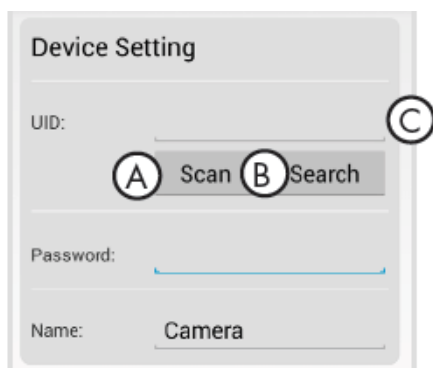 Device Setting
UID: C
A Scan B Search
Password:
Name: Camera